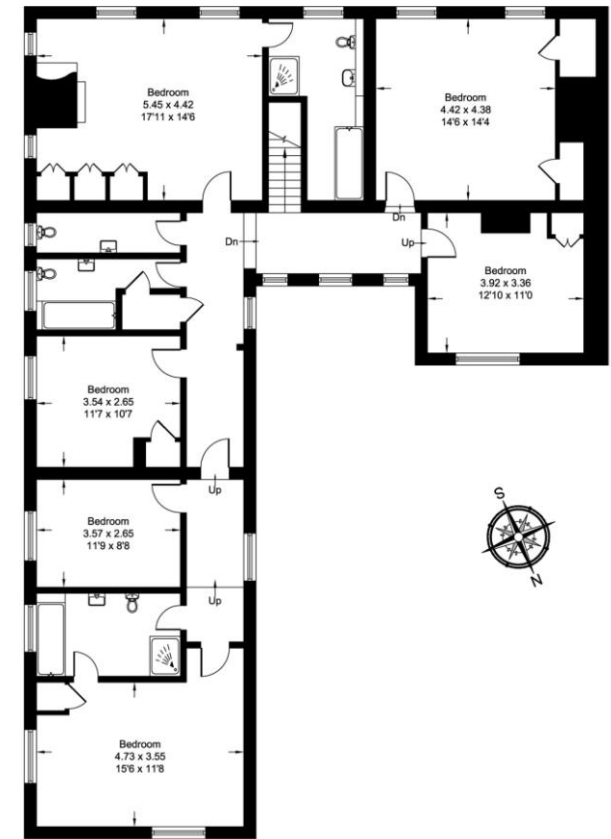 Bedroom
5.45 x 4.42
17'11 x 14'6
Bedroom
4.42 x 4.38
14'6 x 14'4
Dn
Dn
Up
Bedroom
3.92 x 3.36
12'10 x 11'0
Bedroom
3.54 x 2.65
11'7 x 10'7
Up
Bedroom
3.57 x 2.65
11'9 x 8'8
Up
Bedroom
4.73 x 3.55
15'6 x 11'8
S
N